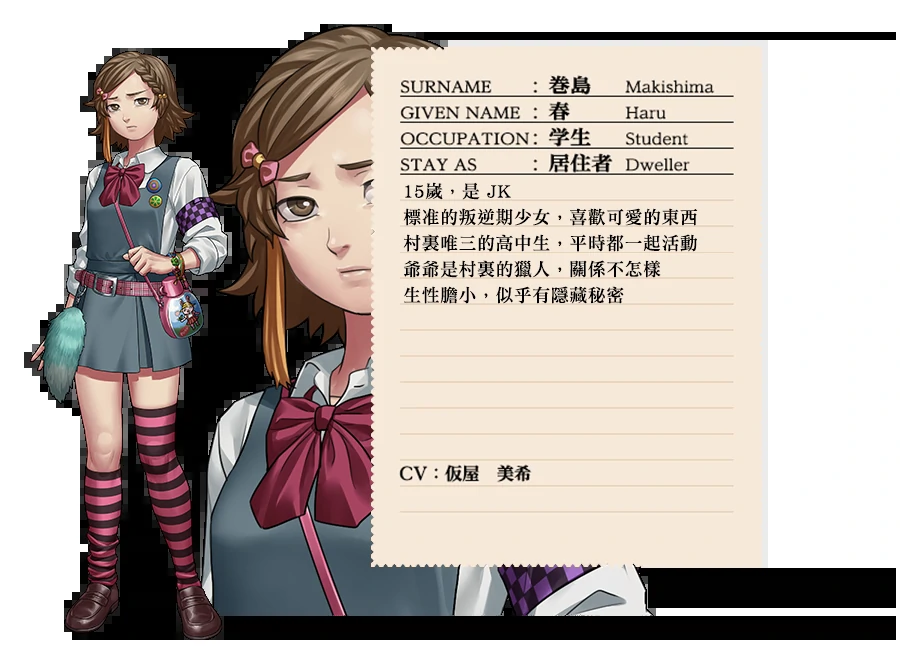 SURNAME : 巻島 Makishima
GIVEN NAME : 春 Haru
OCCUPATION : 学生 Student
STAY AS : 居住者 Dweller
15歲，是 JK
標准的叛逆期少女，喜歡可愛的東西
村裏唯三的高中生，平時都一起活動
爺爺是村裏的獵人，關係不怎樣
生性膽小，似乎有隱藏秘密
CV：仮屋 美希